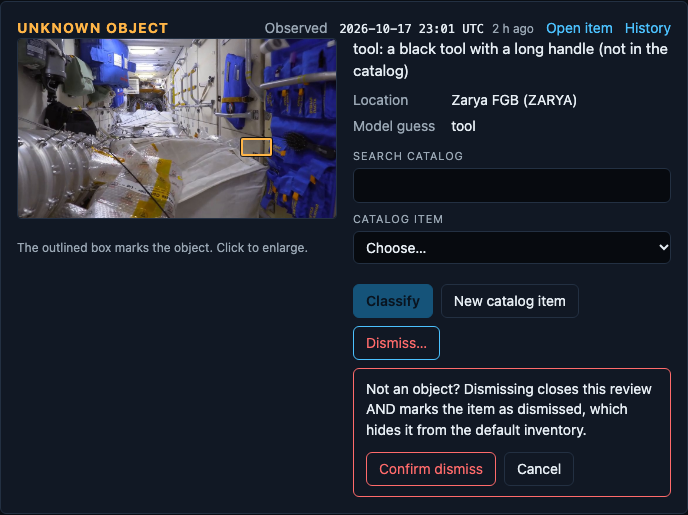 UNKNOWN OBJECT
Observed 2026-10-17 23:01 UTC 2 h ago Open item History
tool: a black tool with a long handle (not in the
catalog)
Location Zarya FGB (ZARYA)
Model guess tool
SEARCH CATALOG
CATALOG ITEM
Choose...
The outlined box marks the object. Click to enlarge.
Classify New catalog item
Dismiss...
Not an object? Dismissing closes this review
AND marks the item as dismissed, which
hides it from the default inventory.
Confirm dismiss Cancel